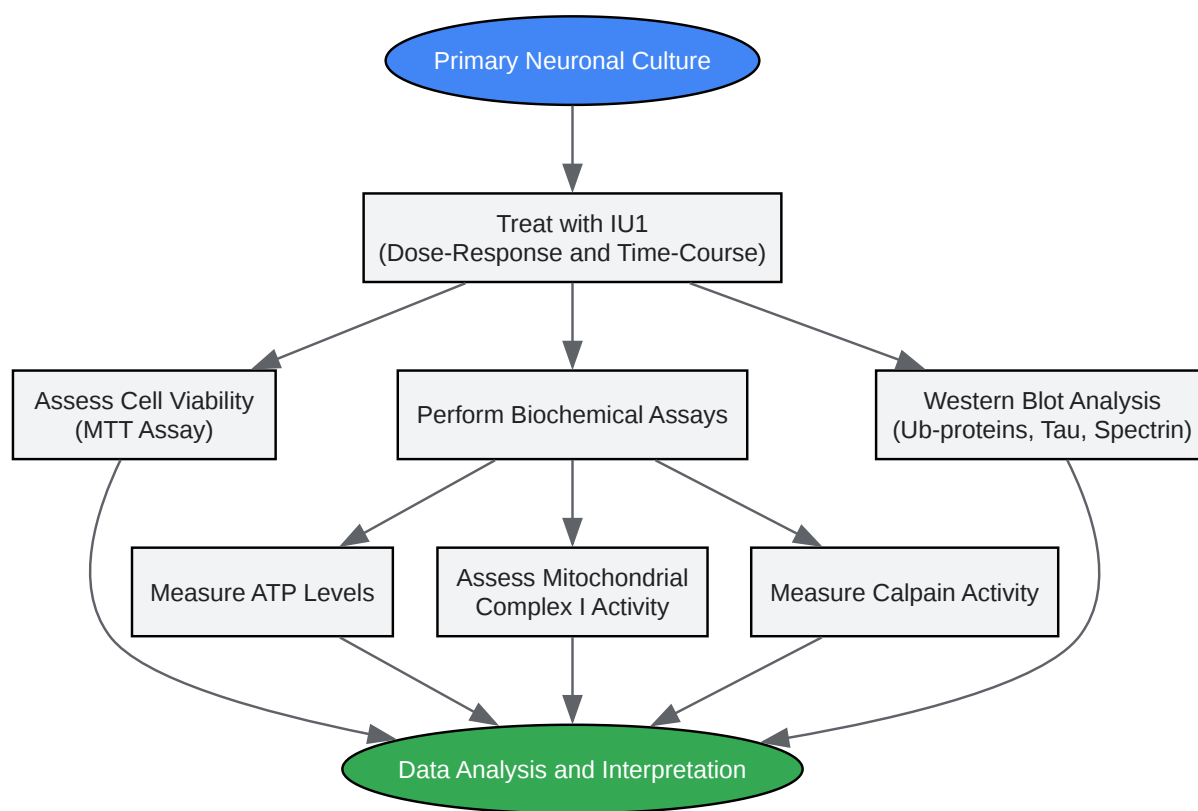 Primary Neuronal Culture
Treat with IU1
(Dose-Response and Time-Course)
Assess Cell Viability
(MTT Assay)
Perform Biochemical Assays
Western Blot Analysis
(Ub-proteins, Tau, Spectrin)
Measure ATP Levels
Assess Mitochondrial
Complex I Activity
Measure Calpain Activity
Data Analysis and Interpretation